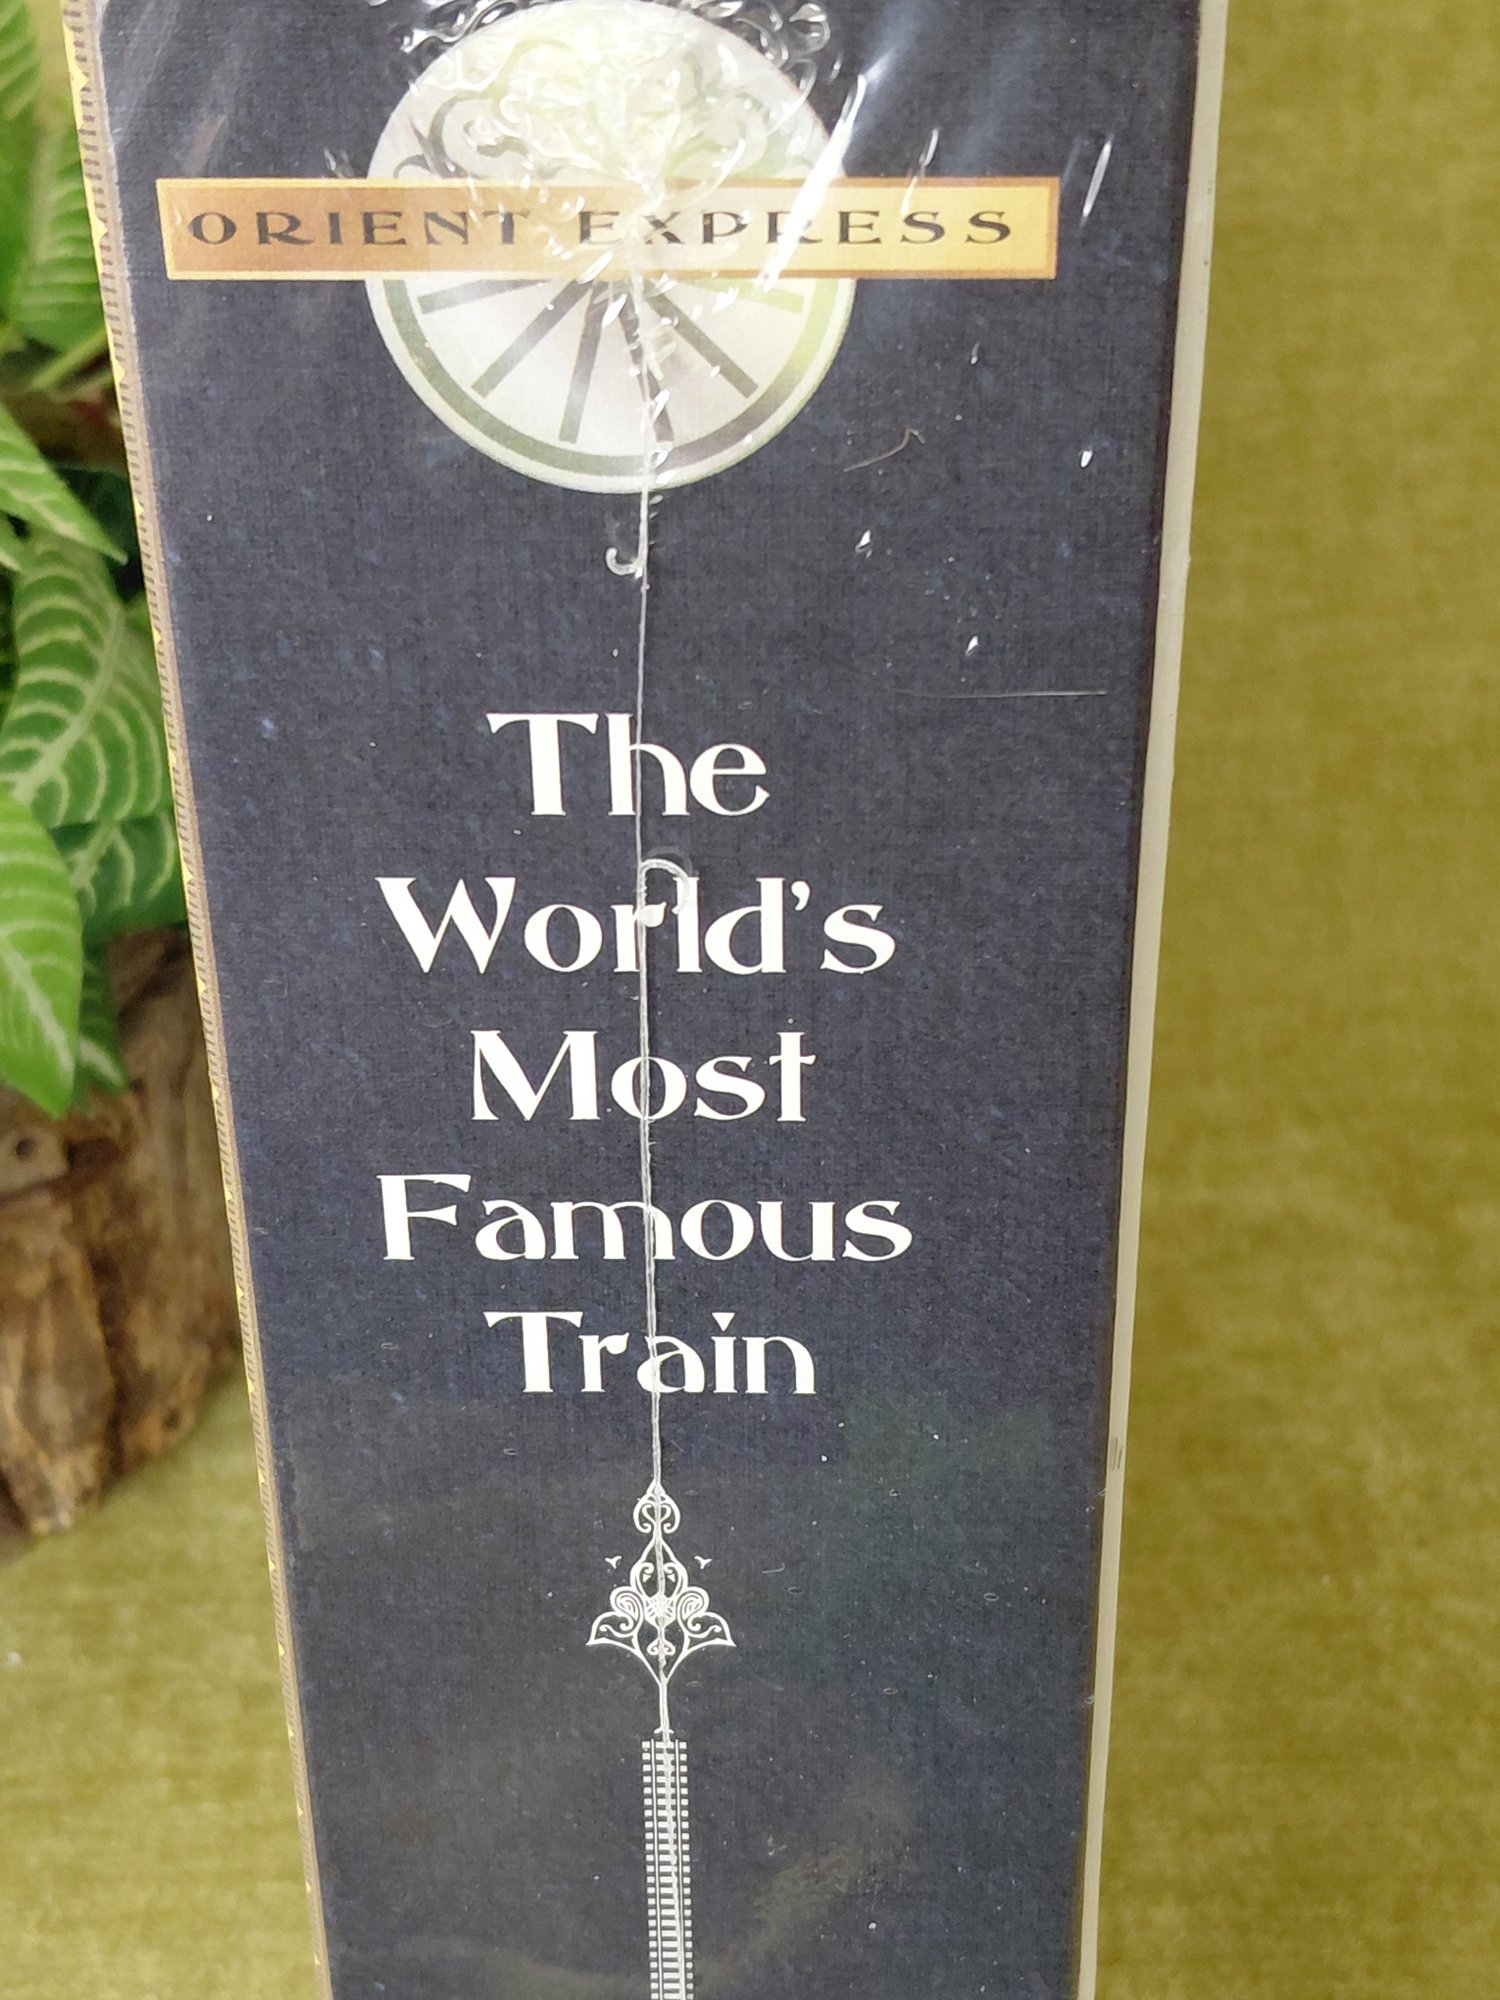 ORIENT EXPRESS
The
World's
Most
Famous
Train